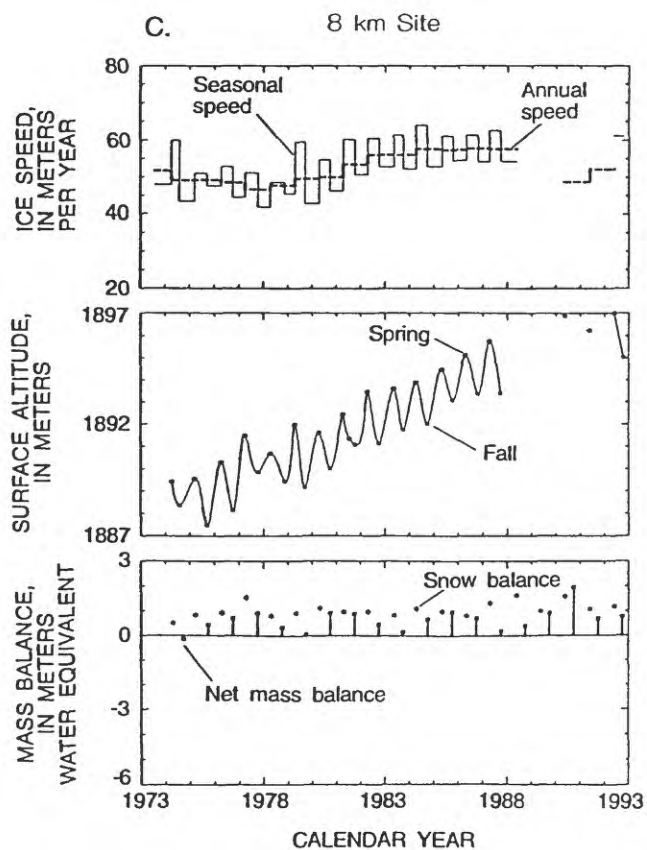 C.
8 km Site
ICE SPEED,
IN METERS
PER YEAR
80
60
40
20
Seasonal
speed
Annual
speed
SURFACE ALTITUDE,
IN METERS
1897
1892
1887
Spring
Fall
MASS BALANCE,
IN METERS
WATER EQUIVALENT
3
0
-3
-6
Snow balance
Net mass balance
1973
1978
1983
1988
1993
CALENDAR YEAR